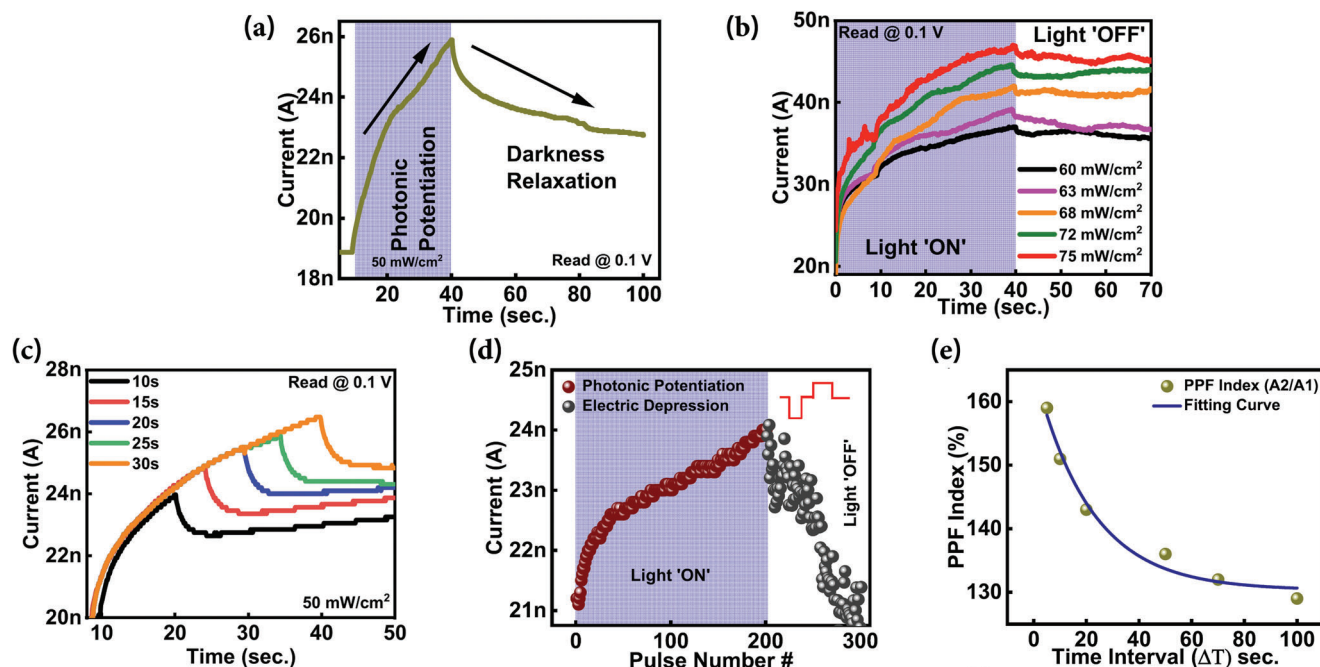 (a)
26n
24n
22n
20n
18n
Current (A)
Photonic
Potentiation
50 mW/cm²
Darkness
Relaxation
Read @ 0.1 V
20 40 60 80 100
Time (sec.)
(b)
Read @ 0.1 V
Light 'OFF'
50n
40n
30n
20n
Current (A)
Light 'ON'
60 mW/cm²
63 mW/cm²
68 mW/cm²
72 mW/cm²
75 mW/cm²
0 10 20 30 40 50 60 70
Time (sec.)
(c)
28n
26n
24n
22n
20n
Current (A)
10s
15s
20s
25s
30s
Read @ 0.1 V
50 mW/cm²
10 20 30 40 50
Time (sec.)
(d)
25n
24n
23n
22n
21n
Current (A)
Photonic Potentiation
Electric Depression
Light 'ON'
Light 'OFF'
0 100 200 300
Pulse Number #
(e)
160
150
140
130
PPF Index (%)
PPF Index (A2/A1)
Fitting Curve
0 20 40 60 80 100
Time Interval (ΔT) sec.